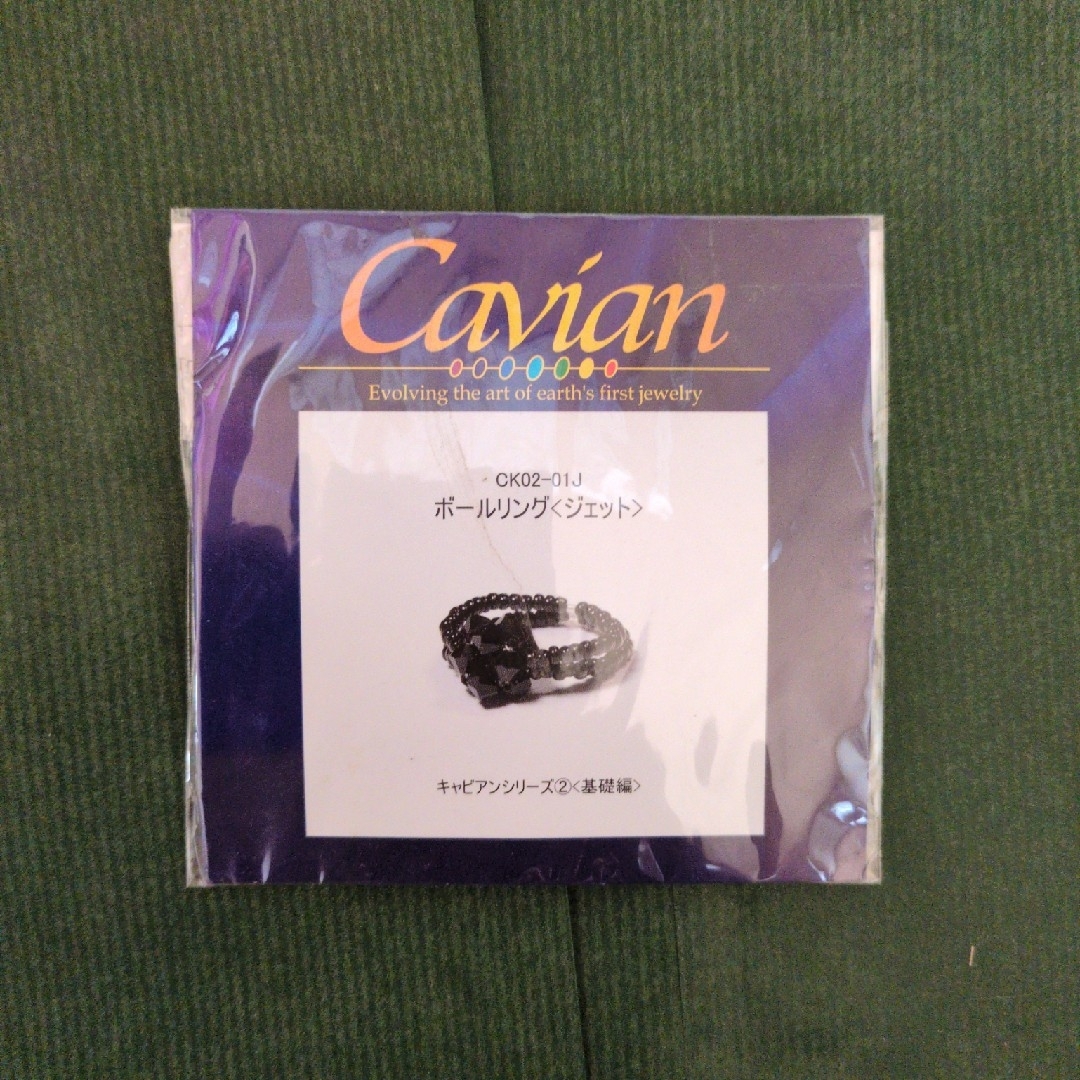 Cavian
Evolving the art of earth's first jewelry
CK02-01J
ボールリング<ジェット>
キャビアンシリーズ②<基礎編>